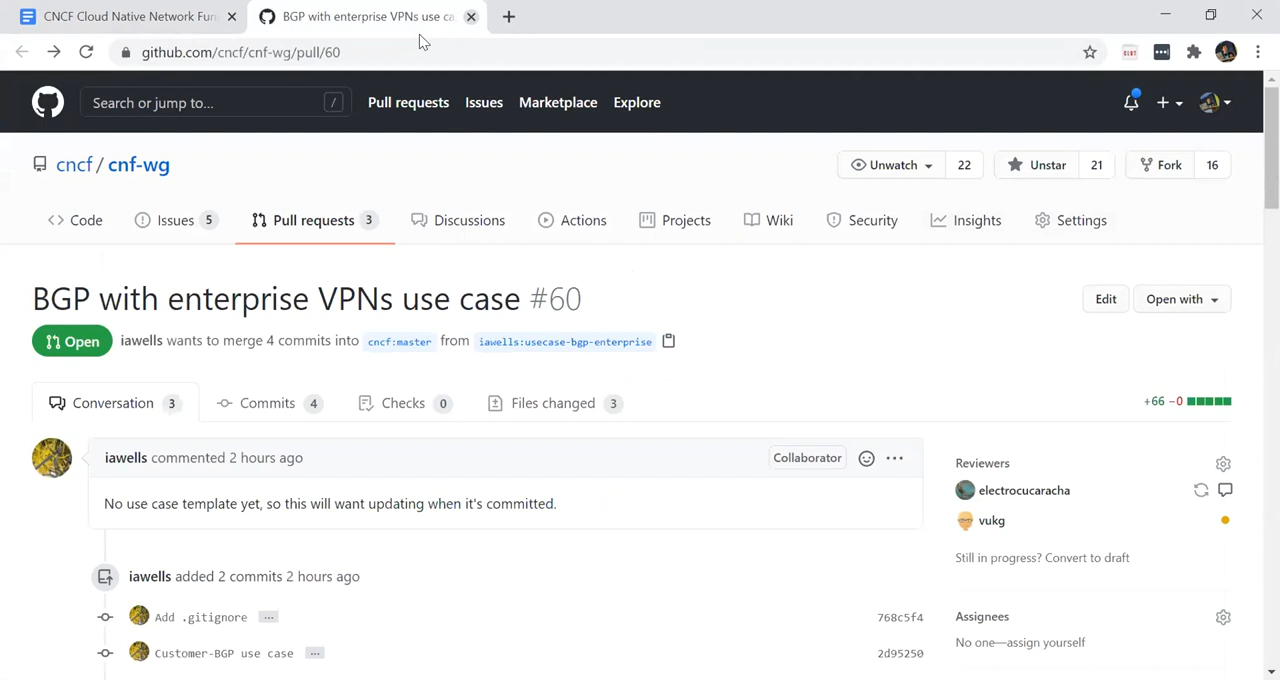 CNCF Cloud Native Network Fun
BGP with enterprise VPNs use ca
github.com/cncf/cnf-wg/pull/60
Search or jump to... /
Pull requests Issues Marketplace Explore
cncf / cnf-wg
Unwatch 22 Unstar 21 Fork 16
Code Issues 5 Pull requests 3 Discussions Actions Projects Wiki Security Insights Settings
BGP with enterprise VPNs use case #60
Edit Open with
Open iawells wants to merge 4 commits into cncf:master from iawells:usecase-bgp-enterprise
Conversation 3 Commits 4 Checks 0 Files changed 3 +66 −0
iawells commented 2 hours ago Collaborator
No use case template yet, so this will want updating when it's committed.
iawells added 2 commits 2 hours ago
Add .gitignore ... 768c5f4
Customer-BGP use case ... 2d95250
Reviewers
electrocucaracha
vukg
Still in progress? Convert to draft
Assignees
No one—assign yourself